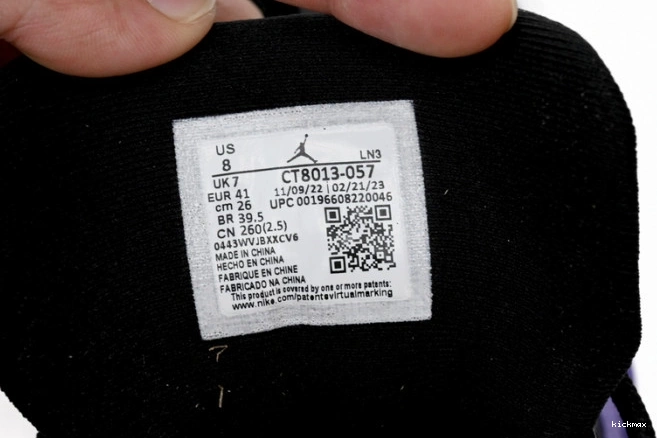 US
8
LN3
UK 7
CT8013-057
EUR 41
11/09/22 | 02/21/23
cm 26
UPC 00196608220046
BR 39.5
CN 260(2.5)
0443WVJBXXCV6
MADE IN CHINA
HECHO EN CHINA
FABRIQUE EN CHINE
FABRICADO NA CHINA
This product is covered by one or more patents:
www.nike.com/patentsvirtualmarking
kickmax